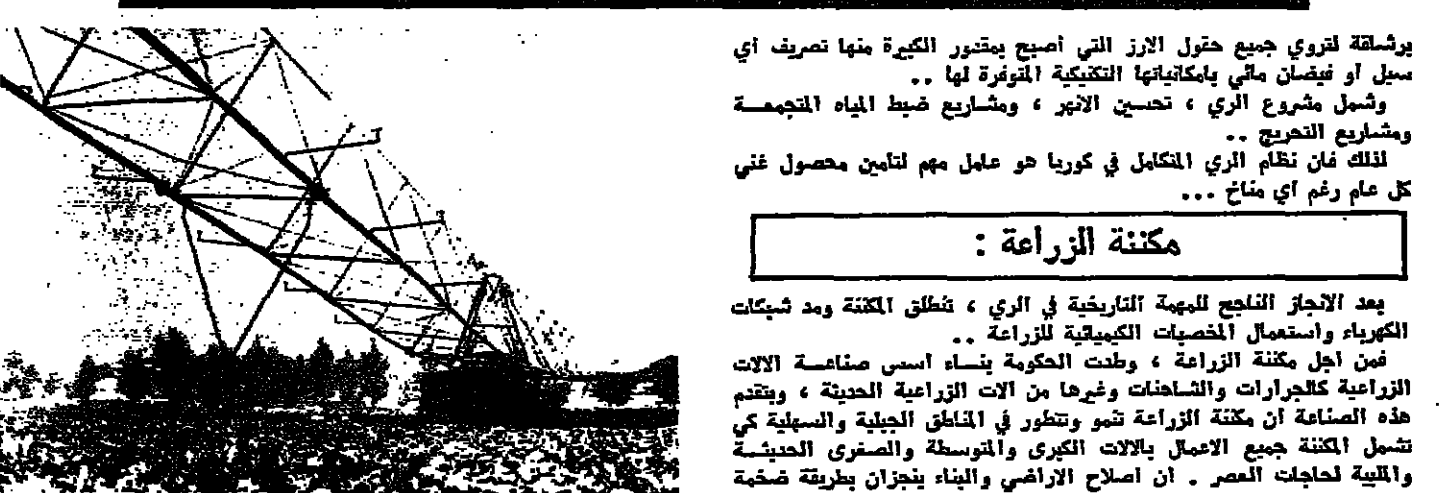 برشاقة لتروي جميع حقول الارز التي أصبح بمقدور الكبيرة منها تصريف أي
سيل أو فيضان مائي بامكانياتها التكنيكية المتوفرة لها ..
وشمل مشروع الري ، تحسين الانهر ، ومشاريع ضبط المياه المتجمعة
ومشاريع التحريج ..
لذلك فان نظام الري المتكامل في كوريا هو عامل مهم لتأمين محصول غني
كل عام رغم أي مناخ ...
مكننة الزراعة :
بعد الانجاز الناجح للمهمة التاريخية في الري ، تنطلق المكننة ومد شبكات
الكهرباء واستعمال المخصبات الكيميائية للزراعة ..
فمن اجل مكننة الزراعة ، وطدت الحكومة بناء اسس صناعة الالات
الزراعية كالجرارات والشاحنات وغيرها من آلات الزراعية الحديثة ، وبتقدم
هذه الصناعة ان مكننة الزراعة تنمو وتتطور في المناطق الجبلية والسهلية كي
تشمل المكننة جميع الاعمال بالالات الكبرى والمتوسطة والصغرى الحديثة
والملبية لحاجات العصر . ان اصلاح الاراضي والبناء ينجزان بطريقة ضخمة